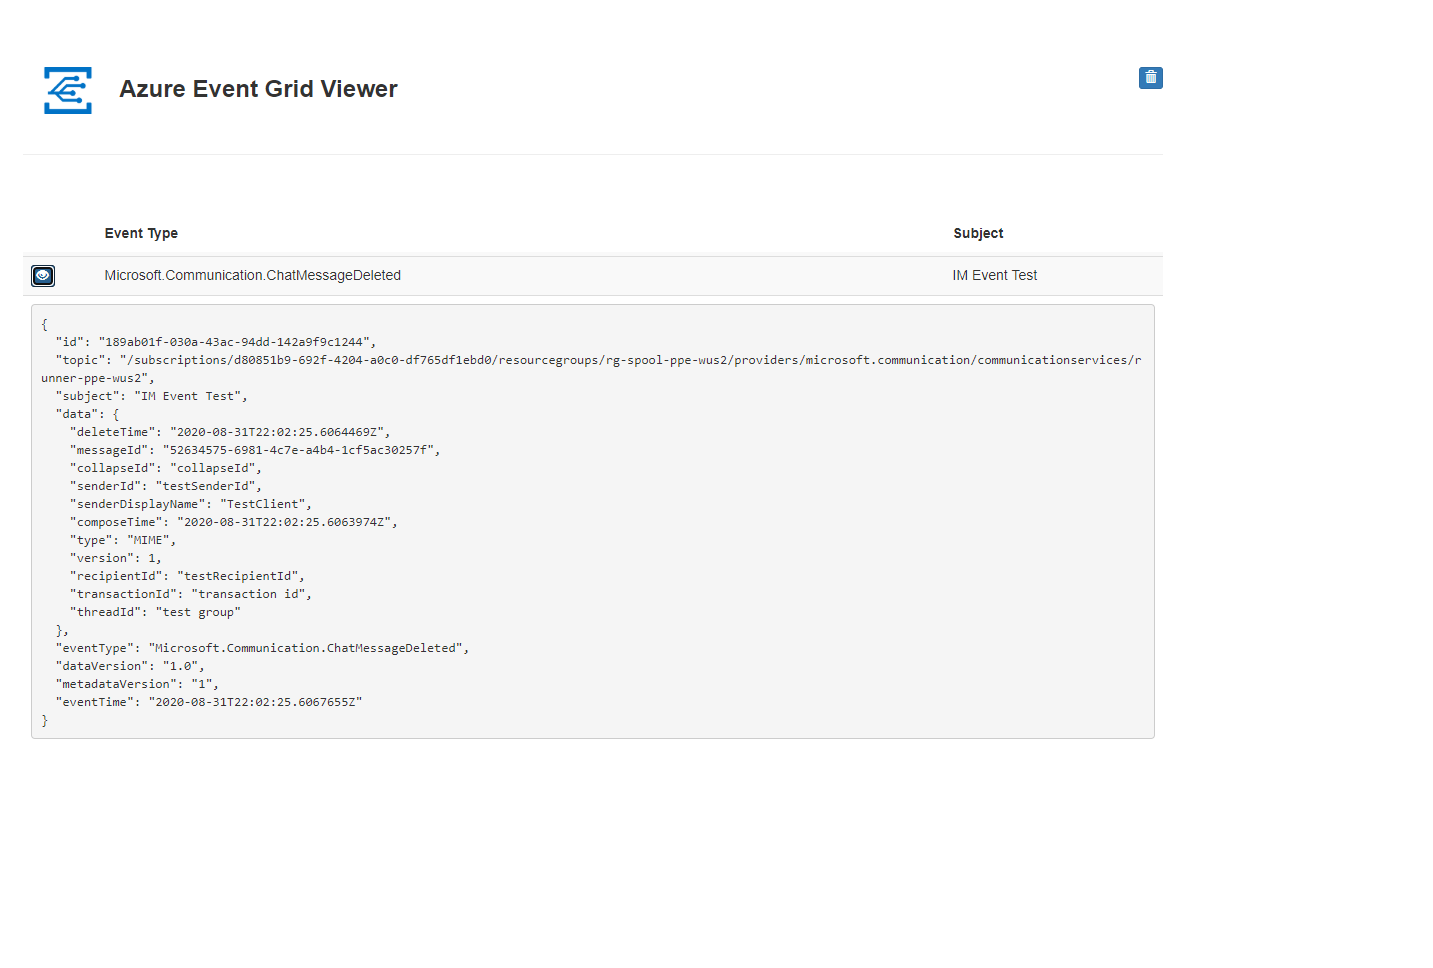 Azure Event Grid Viewer
Event Type Subject
Microsoft.Communication.ChatMessageDeleted IM Event Test
{
  "id": "189ab01f-030a-43ac-94dd-142a9f9c1244",
  "topic": "/subscriptions/d80851b9-692f-4204-a0c0-df765df1ebd0/resourcegroups/rg-spool-ppe-wus2/providers/microsoft.communication/communicationservices/r
unner-ppe-wus2",
  "subject": "IM Event Test",
  "data": {
    "deleteTime": "2020-08-31T22:02:25.6064469Z",
    "messageId": "52634575-6981-4c7e-a4b4-1cf5ac30257f",
    "collapseId": "collapseId",
    "senderId": "testSenderId",
    "senderDisplayName": "TestClient",
    "composeTime": "2020-08-31T22:02:25.6063974Z",
    "type": "MIME",
    "version": 1,
    "recipientId": "testRecipientId",
    "transactionId": "transaction id",
    "threadId": "test group"
  },
  "eventType": "Microsoft.Communication.ChatMessageDeleted",
  "dataVersion": "1.0",
  "metadataVersion": "1",
  "eventTime": "2020-08-31T22:02:25.6067655Z"
}